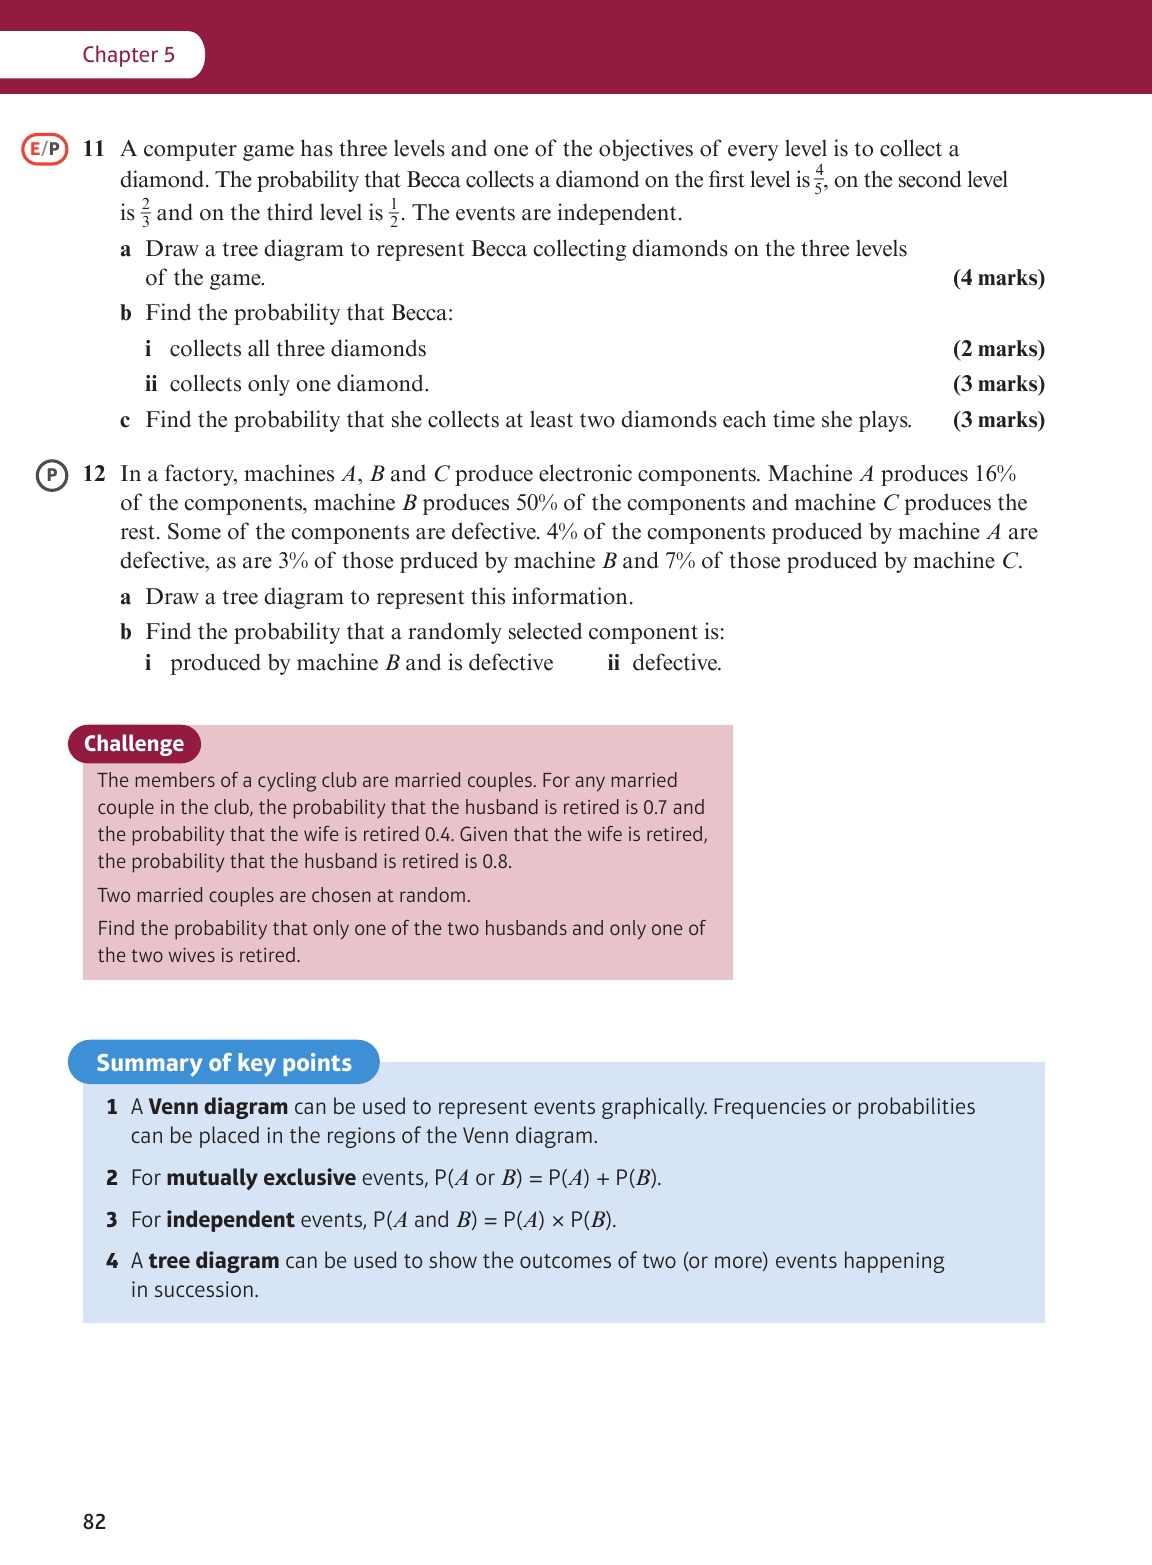 Chapter 5
E/P 11 A computer game has three levels and one of the objectives of every level is to collect a
diamond. The probability that Becca collects a diamond on the first level is 4/5, on the second level
is 2/3 and on the third level is 1/2. The events are independent.
a Draw a tree diagram to represent Becca collecting diamonds on the three levels
of the game. (4 marks)
b Find the probability that Becca:
i collects all three diamonds (2 marks)
ii collects only one diamond. (3 marks)
c Find the probability that she collects at least two diamonds each time she plays. (3 marks)
P 12 In a factory, machines A, B and C produce electronic components. Machine A produces 16%
of the components, machine B produces 50% of the components and machine C produces the
rest. Some of the components are defective. 4% of the components produced by machine A are
defective, as are 3% of those prduced by machine B and 7% of those produced by machine C.
a Draw a tree diagram to represent this information.
b Find the probability that a randomly selected component is:
i produced by machine B and is defective ii defective.
Challenge
The members of a cycling club are married couples. For any married
couple in the club, the probability that the husband is retired is 0.7 and
the probability that the wife is retired 0.4. Given that the wife is retired,
the probability that the husband is retired is 0.8.
Two married couples are chosen at random.
Find the probability that only one of the two husbands and only one of
the two wives is retired.
Summary of key points
1 A Venn diagram can be used to represent events graphically. Frequencies or probabilities
can be placed in the regions of the Venn diagram.
2 For mutually exclusive events, P(A or B) = P(A) + P(B).
3 For independent events, P(A and B) = P(A) × P(B).
4 A tree diagram can be used to show the outcomes of two (or more) events happening
in succession.
82